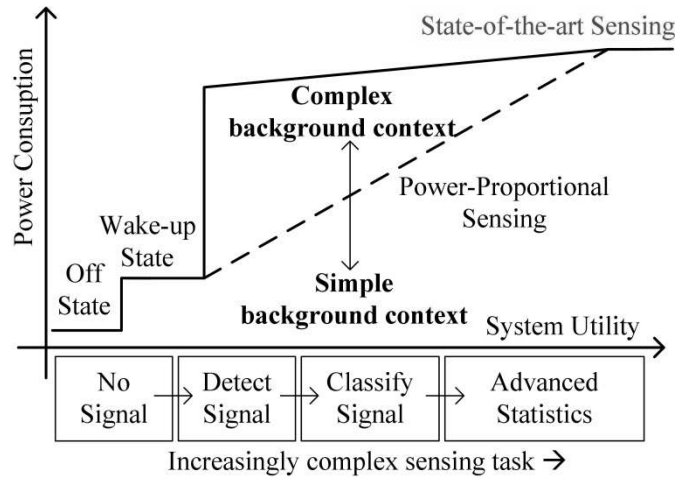 State-of-the-art Sensing
Power Consuption
Complex
background context
Power-Proportional
Sensing
Wake-up
State
Off
State
Simple
background context
System Utility
No
Signal
Detect
Signal
Classify
Signal
Advanced
Statistics
Increasingly complex sensing task →